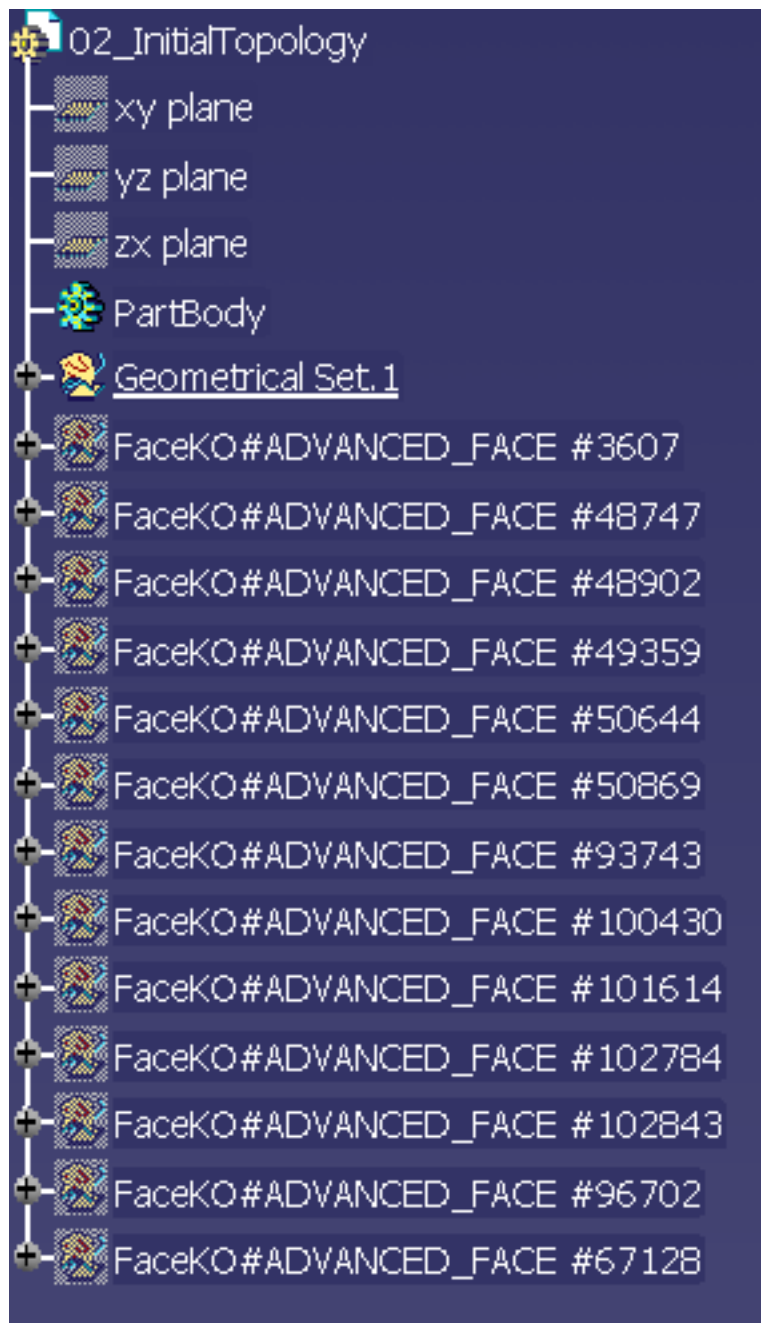 02_InitialTopology
xy plane
yz plane
zx plane
PartBody
Geometrical Set.1
FaceKO#ADVANCED_FACE #3607
FaceKO#ADVANCED_FACE #48747
FaceKO#ADVANCED_FACE #48902
FaceKO#ADVANCED_FACE #49359
FaceKO#ADVANCED_FACE #50644
FaceKO#ADVANCED_FACE #50869
FaceKO#ADVANCED_FACE #93743
FaceKO#ADVANCED_FACE #100430
FaceKO#ADVANCED_FACE #101614
FaceKO#ADVANCED_FACE #102784
FaceKO#ADVANCED_FACE #102843
FaceKO#ADVANCED_FACE #96702
FaceKO#ADVANCED_FACE #67128